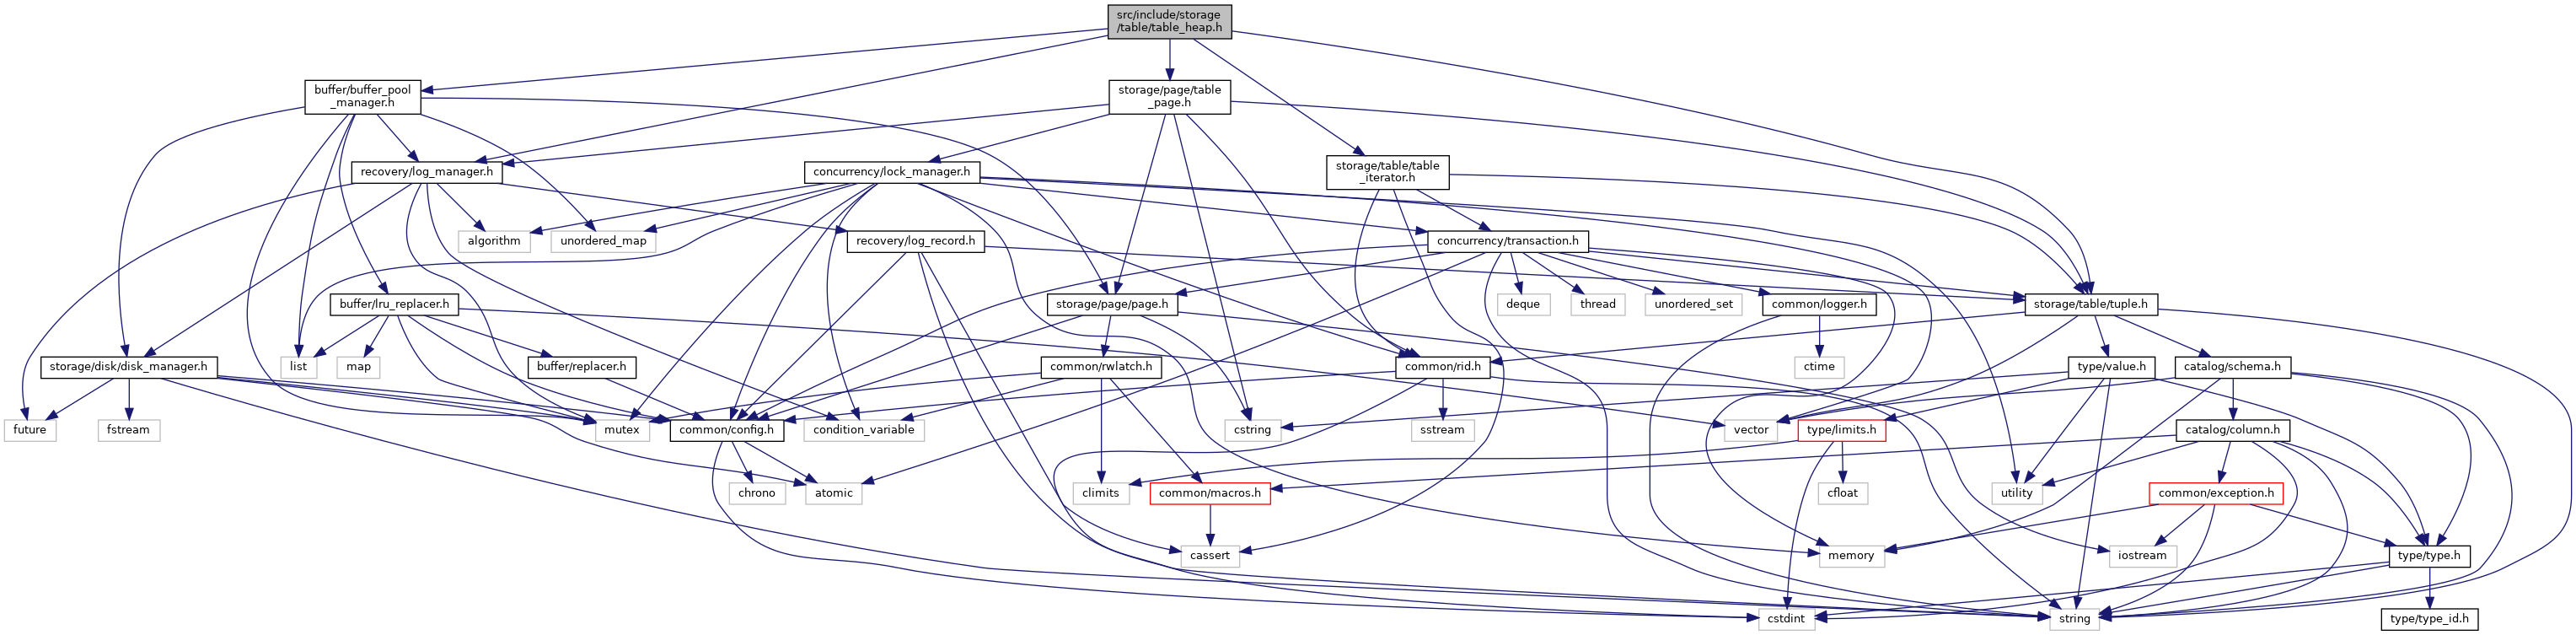 src/include/storage
/table/table_heap.h
buffer/buffer_pool
_manager.h
storage/page/table
_page.h
recovery/log_manager.h
concurrency/lock_manager.h
storage/table/table
_iterator.h
algorithm
unordered_map
recovery/log_record.h
concurrency/transaction.h
buffer/lru_replacer.h
storage/page/page.h
deque
thread
unordered_set
common/logger.h
storage/table/tuple.h
storage/disk/disk_manager.h
list
map
buffer/replacer.h
common/rwlatch.h
common/rid.h
ctime
type/value.h
catalog/schema.h
future
fstream
mutex
common/config.h
condition_variable
cstring
sstream
vector
type/limits.h
catalog/column.h
chrono
atomic
climits
common/macros.h
cfloat
utility
common/exception.h
cassert
memory
iostream
type/type.h
cstdint
string
type/type_id.h